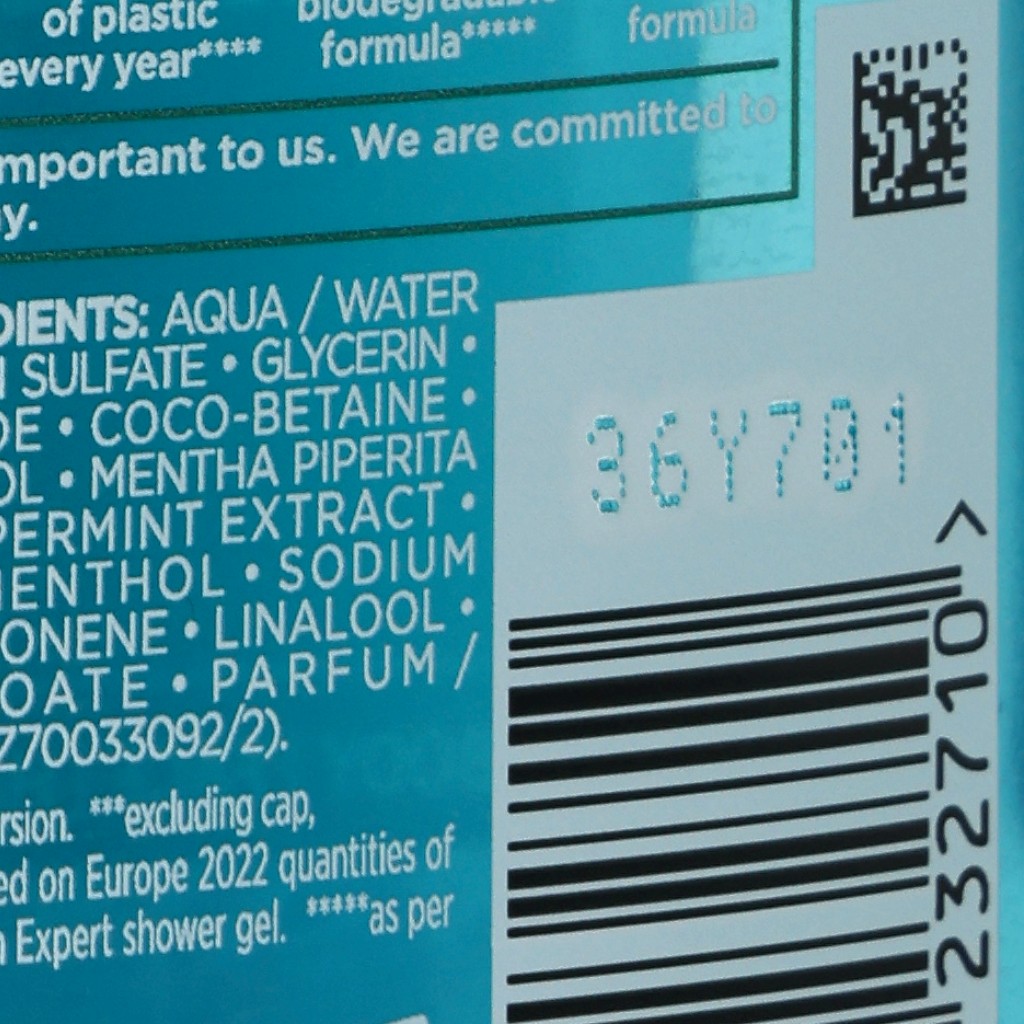 of plastic
every year****
formula*****
formula
mportant to us. We are committed to
y.
DIENTS: AQUA / WATER
SULFATE • GLYCERIN •
DE • COCO-BETAINE •
OL • MENTHA PIPERITA
PERMINT EXTRACT •
MENTHOL • SODIUM
ONENE • LINALOOL •
OATE • PARFUM /
Z70033092/2).
rsion. ***excluding cap,
ed on Europe 2022 quantities of
n Expert shower gel. *****as per
36Y701
232710 >